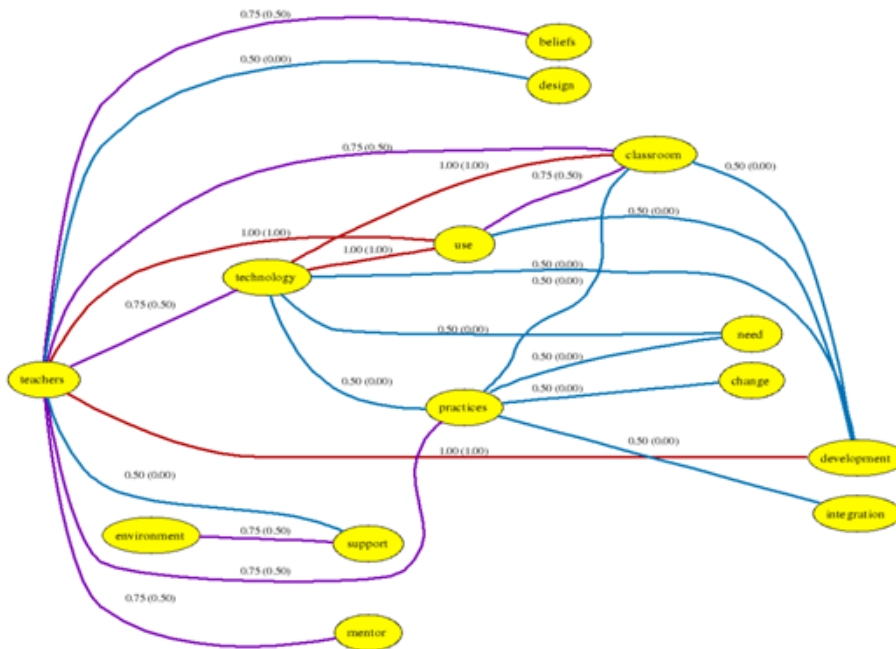 0.75 (0.50)
beliefs
0.50 (0.00)
design
0.75 (0.50)
classroom
1.00 (1.00)
0.50 (0.00)
0.75 (0.50)
0.50 (0.00)
1.00 (1.00)
use
1.00 (1.00)
technology
0.50 (0.00)
0.50 (0.00)
0.75 (0.50)
0.50 (0.00)
need
0.50 (0.00)
teachers
0.50 (0.00)
0.50 (0.00)
change
practices
0.50 (0.00)
1.00 (1.00)
development
0.50 (0.00)
integration
environment
0.75 (0.50)
support
0.75 (0.50)
0.75 (0.50)
mentor